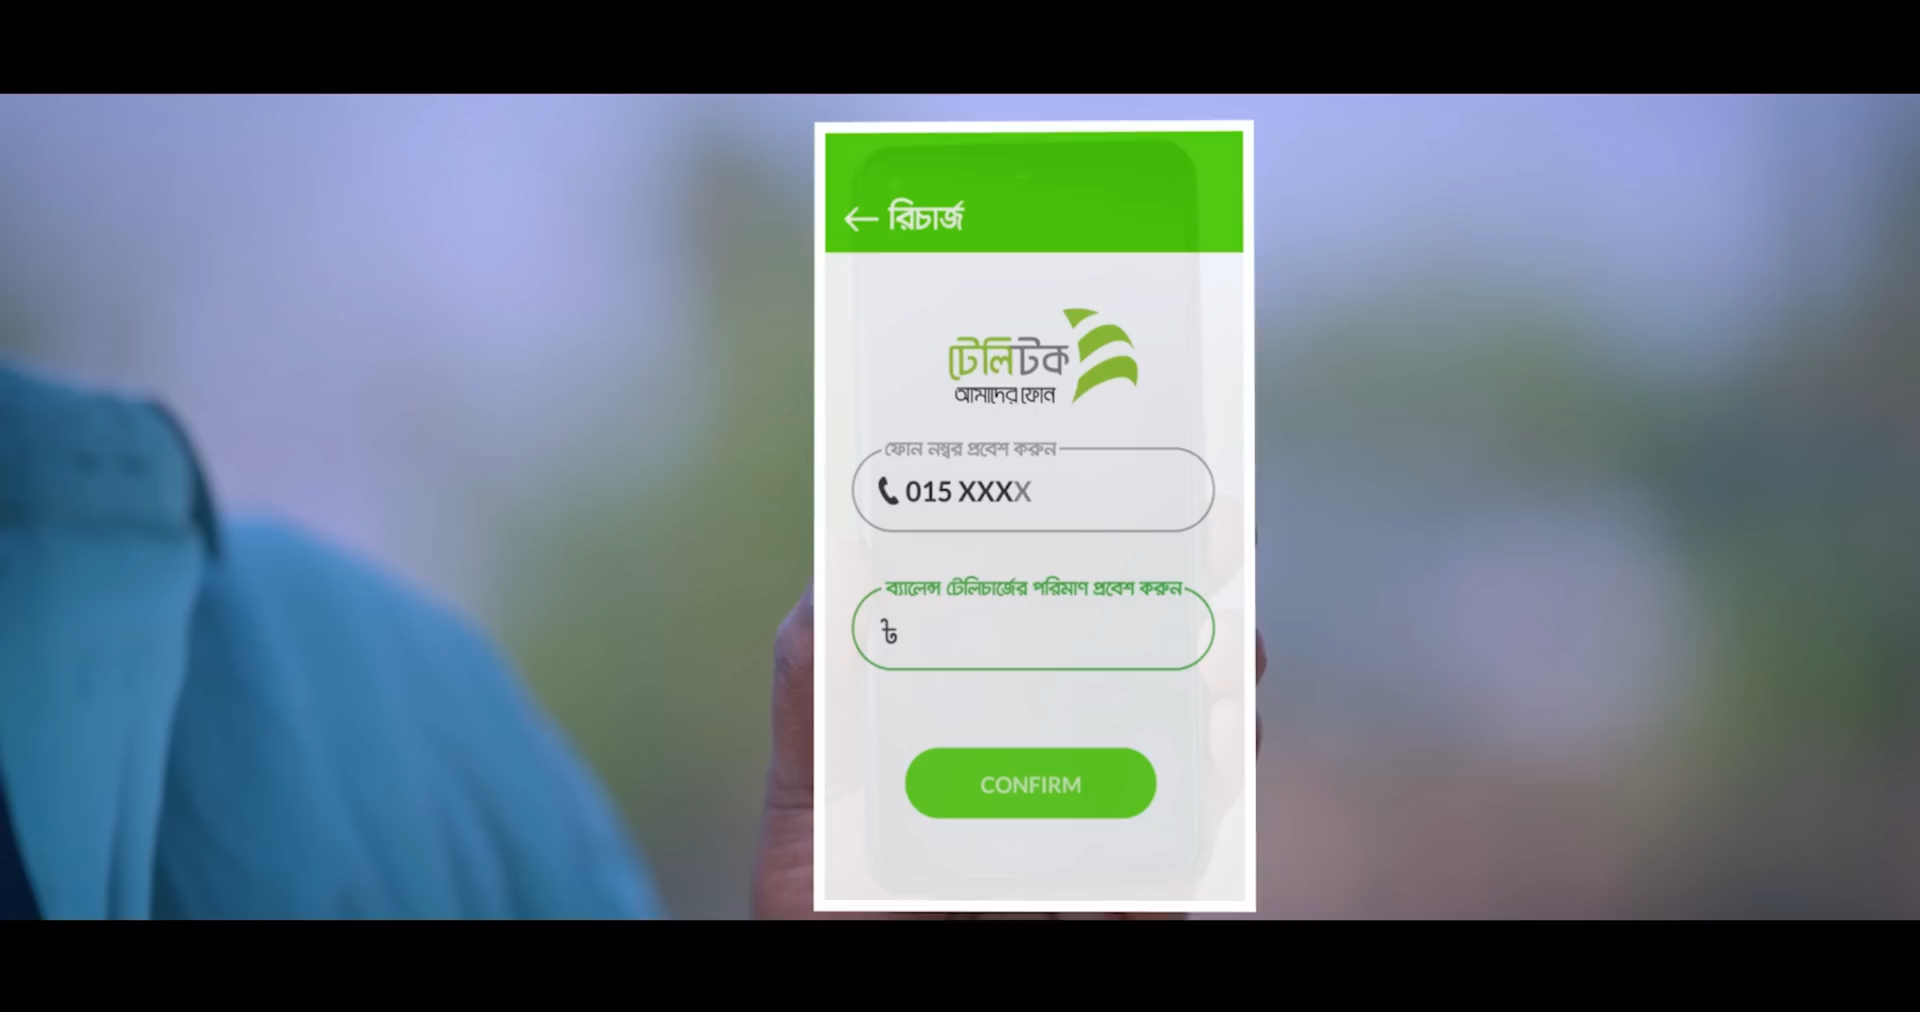 ← রিচার্জ
টেলিটক
আমাদের ফোন
ফোন নম্বর প্রবেশ করুন
015 XXXX
ব্যালেন্স টেলিচার্জের পরিমাণ প্রবেশ করুন
৳
CONFIRM